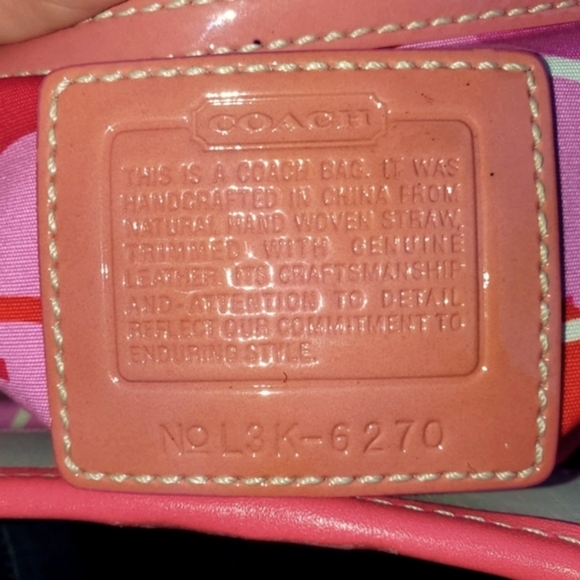 COACH
THIS IS A COACH BAG. IT WAS
HANDCRAFTED IN CHINA FROM
NATURAL HAND WOVEN STRAW,
TRIMMED WITH GENUINE
LEATHER. ITS CRAFTSMANSHIP
AND ATTENTION TO DETAIL
REFLECT OUR COMMITMENT TO
ENDURING STYLE.
No L3K-6270